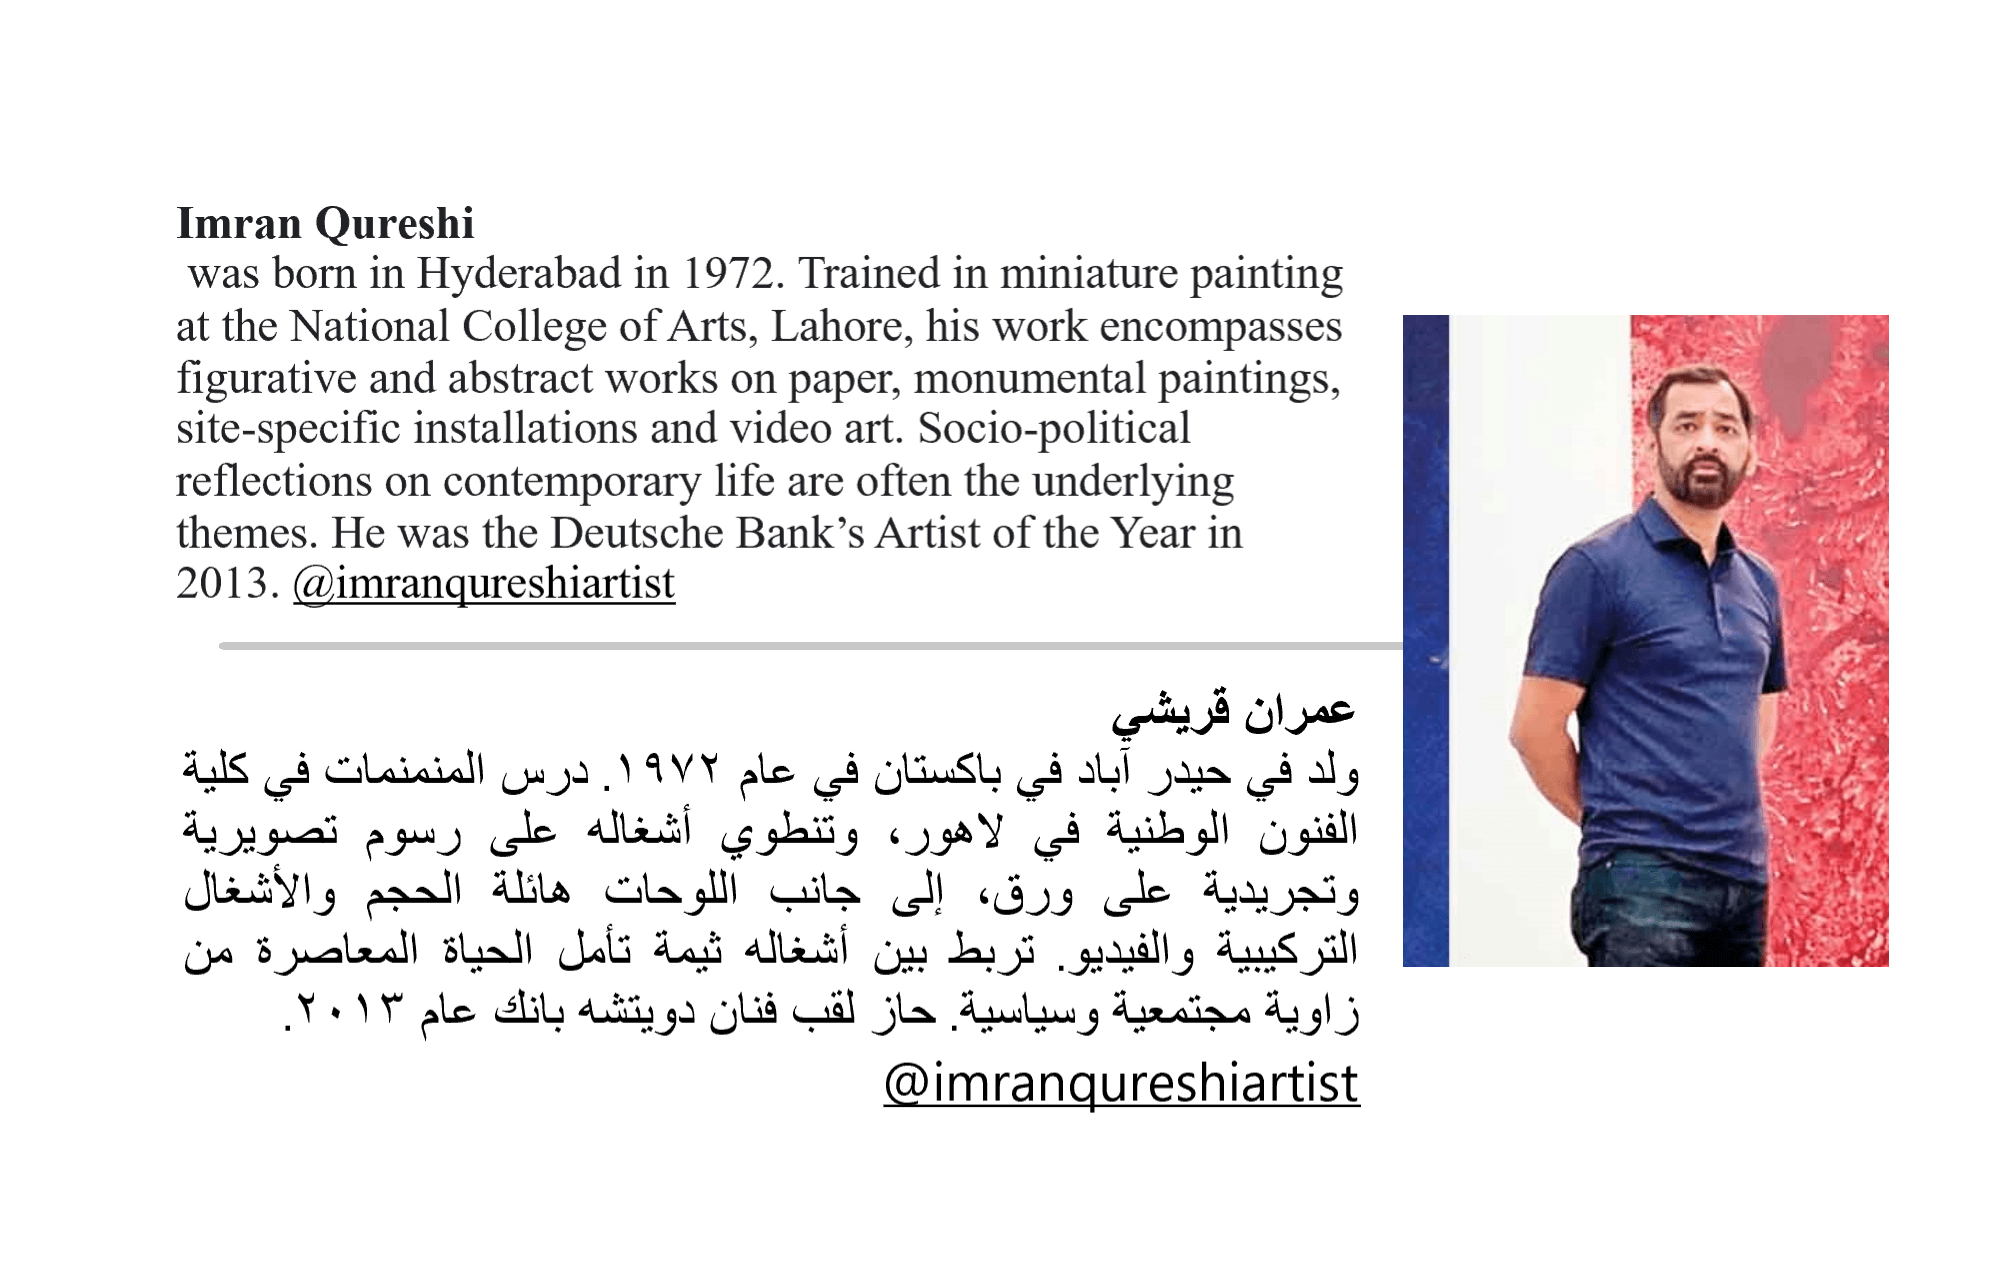 Imran Qureshi
was born in Hyderabad in 1972. Trained in miniature painting
at the National College of Arts, Lahore, his work encompasses
figurative and abstract works on paper, monumental paintings,
site-specific installations and video art. Socio-political
reflections on contemporary life are often the underlying
themes. He was the Deutsche Bank’s Artist of the Year in
2013. @imranqureshiartist
عمران قريشي
ولد في حيدر آباد في باكستان في عام ١٩٧٢. درس المنمنمات في كلية
الفنون الوطنية في لاهور، وتنطوي أشغاله على رسوم تصويرية
وتجريدية على ورق، إلى جانب اللوحات هائلة الحجم والأشغال
التركيبية والفيديو. تربط بين أشغاله ثيمة تأمل الحياة المعاصرة من
زاوية مجتمعية وسياسية. حاز لقب فنان دويتشه بانك عام ٢٠١٣.
@imranqureshiartist